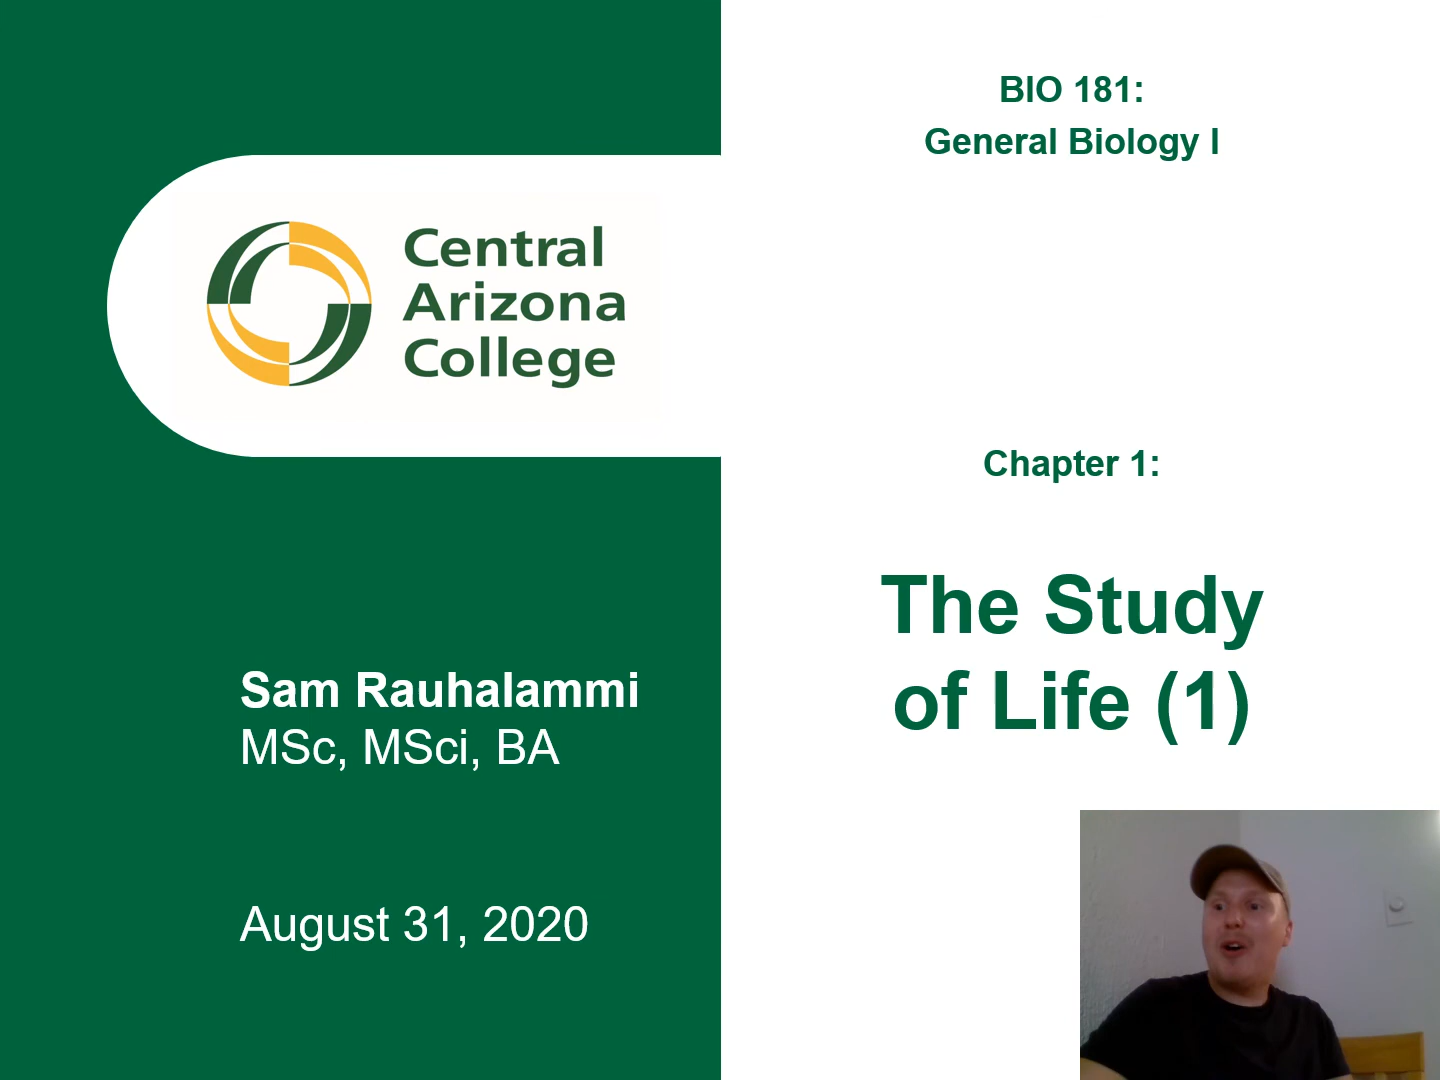 Central
Arizona
College
Sam Rauhalammi
MSc, MSci, BA
August 31, 2020
BIO 181:
General Biology I
Chapter 1:
The Study
of Life (1)